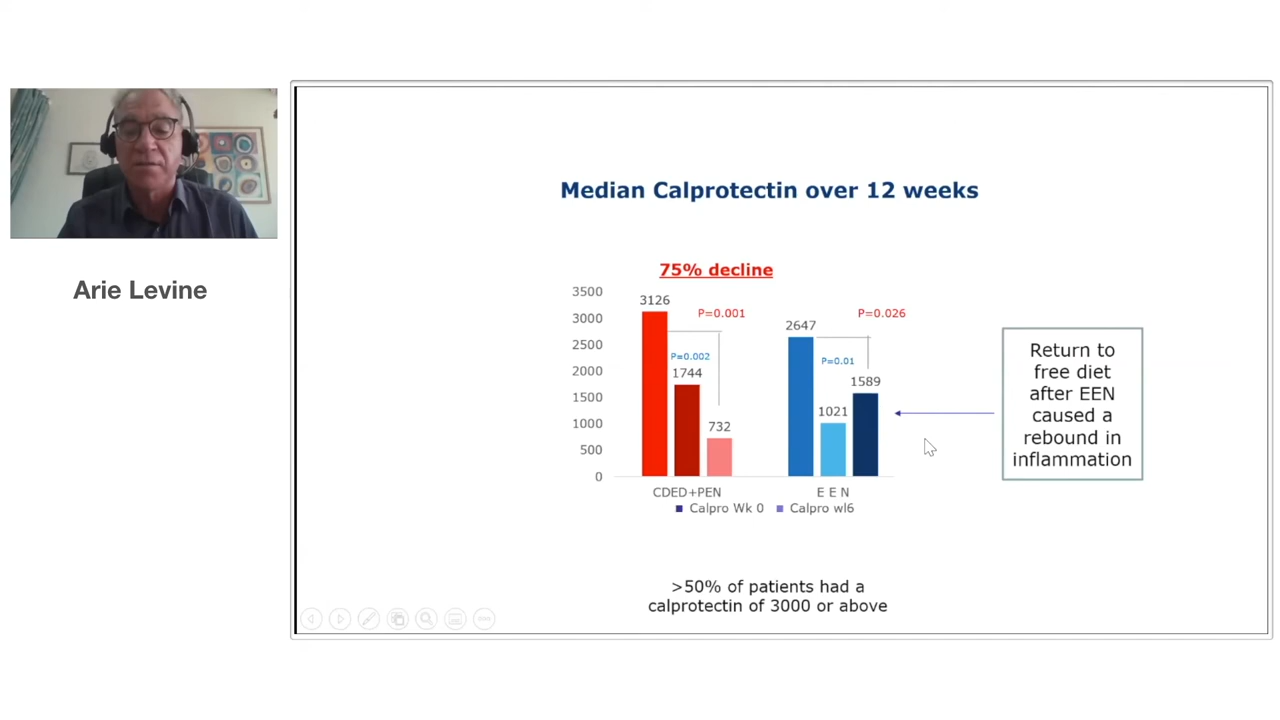 Arie Levine
Median Calprotectin over 12 weeks
75% decline
3500
3000
2500
2000
1500
1000
500
0
3126
P=0.001
P=0.002
1744
732
2647
P=0.026
P=0.01
1021
1589
CDED+PEN
E E N
Calpro Wk 0
Calpro wl6
Return to
free diet
after EEN
caused a
rebound in
inflammation
>50% of patients had a
calprotectin of 3000 or above